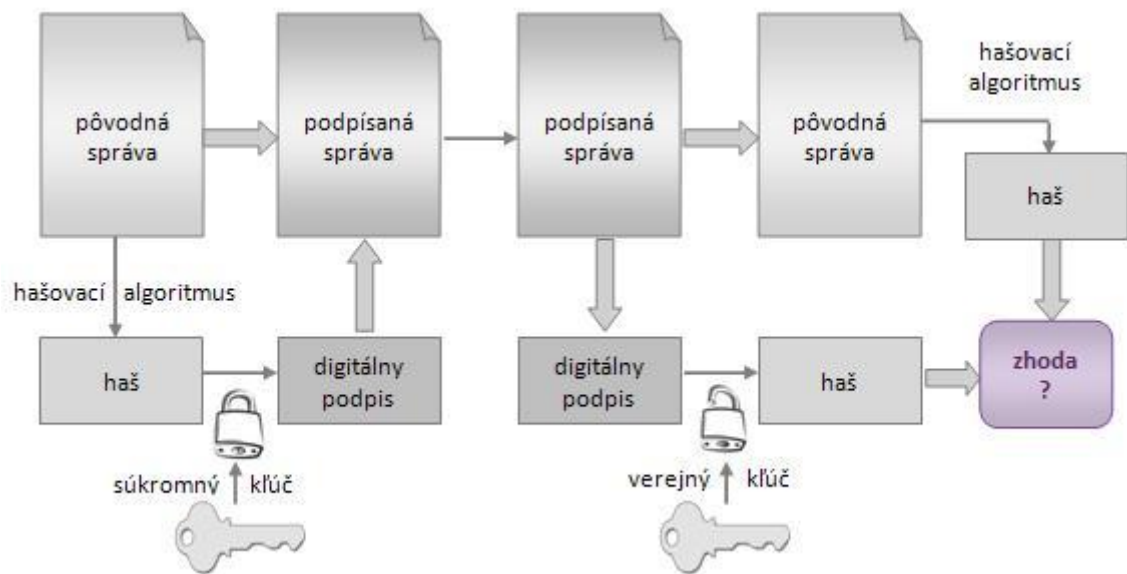 pôvodná
správa
podpísaná
správa
podpísaná
správa
pôvodná
správa
hašovací
algoritmus
haš
hašovací algoritmus
haš
digitálny
podpis
digitálny
podpis
haš
zhoda
?
súkromný kľúč
verejný kľúč